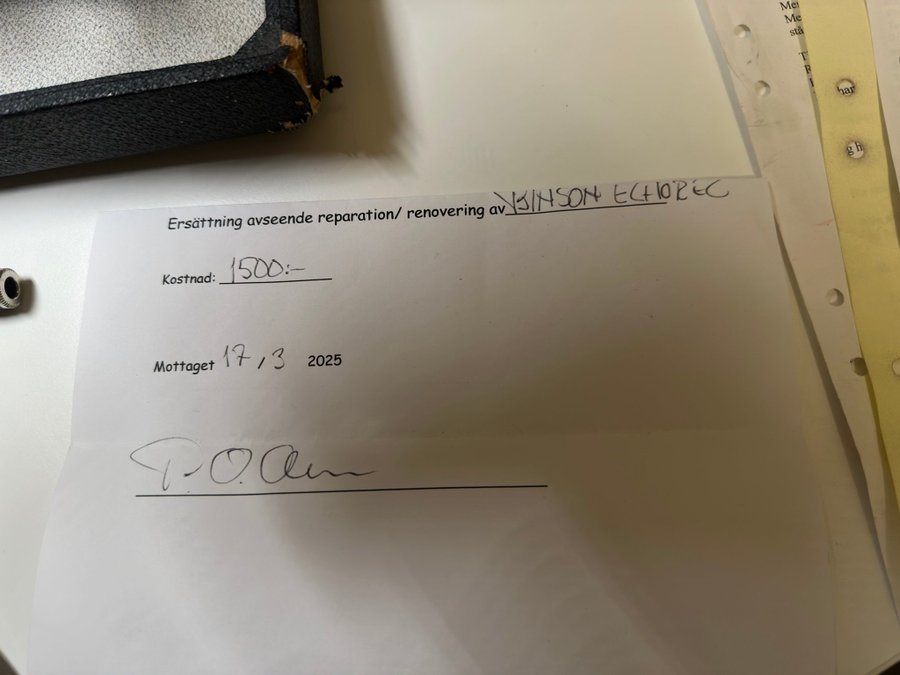 Ersättning avseende reparation/ renovering av BINSON ECHOREC
Kostnad: 1500:-
Mottaget 17/3 2025
P.O.